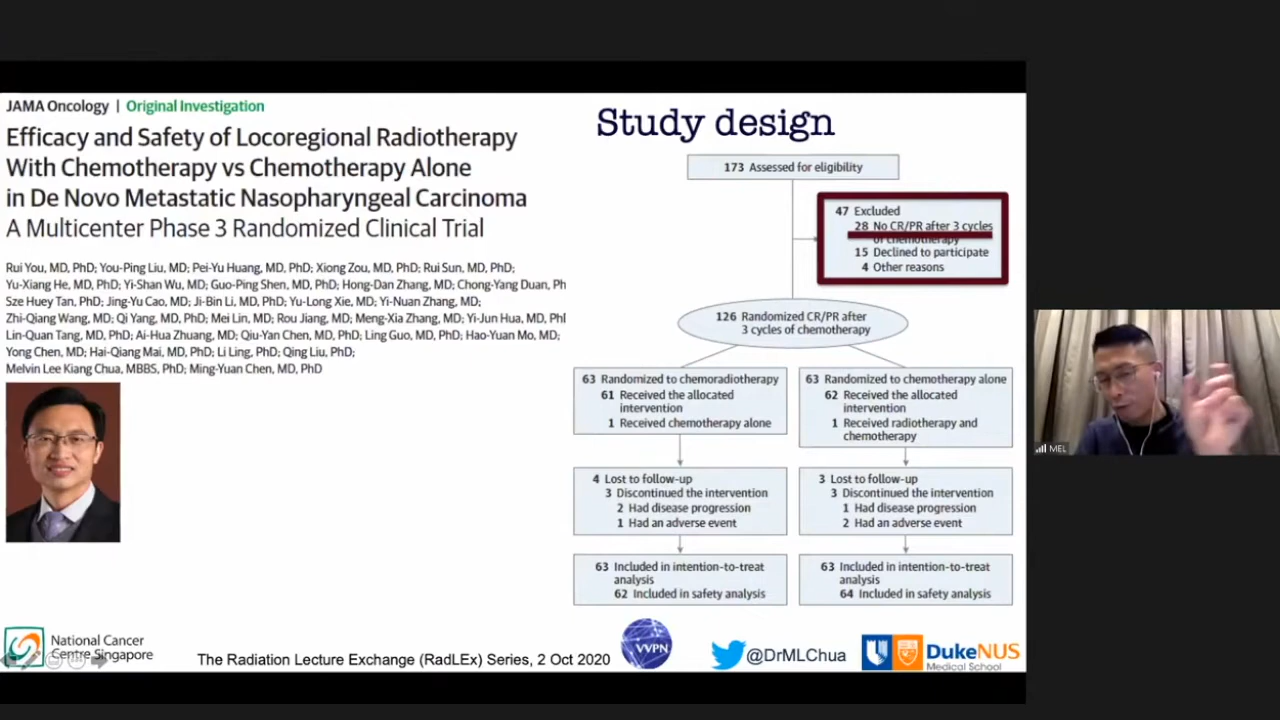 JAMA Oncology | Original Investigation
Efficacy and Safety of Locoregional Radiotherapy
With Chemotherapy vs Chemotherapy Alone
in De Novo Metastatic Nasopharyngeal Carcinoma
A Multicenter Phase 3 Randomized Clinical Trial
Rui You, MD, PhD; You-Ping Liu, MD; Pei-Yu Huang, MD, PhD; Xiong Zou, MD, PhD; Rui Sun, MD, PhD;
Yu-Xiang He, MD, PhD; Yi-Shan Wu, MD; Guo-Ping Shen, MD, PhD; Hong-Dan Zhang, MD; Chong-Yang Duan, Ph
Sze Huey Tan, PhD; Jing-Yu Cao, MD; Ji-Bin Li, MD, PhD; Yu-Long Xie, MD; Yi-Nuan Zhang, MD;
Zhi-Qiang Wang, MD; Qi Yang, MD, PhD; Mei Lin, MD; Rou Jiang, MD; Meng-Xia Zhang, MD; Yi-Jun Hua, MD, PhI
Lin-Quan Tang, MD, PhD; Ai-Hua Zhuang, MD; Qiu-Yan Chen, MD, PhD; Ling Guo, MD, PhD; Hao-Yuan Mo, MD;
Yong Chen, MD; Hai-Qiang Mai, MD, PhD; Li Ling, PhD; Qing Liu, PhD;
Melvin Lee Kiang Chua, MBBS, PhD; Ming-Yuan Chen, MD, PhD
Study design
173 Assessed for eligibility
47 Excluded
28 No CR/PR after 3 cycles
of chemotherapy
15 Declined to participate
4 Other reasons
126 Randomized CR/PR after
3 cycles of chemotherapy
63 Randomized to chemoradiotherapy
61 Received the allocated
intervention
1 Received chemotherapy alone
63 Randomized to chemotherapy alone
62 Received the allocated
intervention
1 Received radiotherapy and
chemotherapy
4 Lost to follow-up
3 Discontinued the intervention
2 Had disease progression
1 Had an adverse event
3 Lost to follow-up
3 Discontinued the intervention
1 Had disease progression
2 Had an adverse event
63 Included in intention-to-treat
analysis
62 Included in safety analysis
63 Included in intention-to-treat
analysis
64 Included in safety analysis
National Cancer
Centre Singapore
The Radiation Lecture Exchange (RadLEx) Series, 2 Oct 2020
VVPN
@DrMLChua
DukeNUS
Medical School
MEL